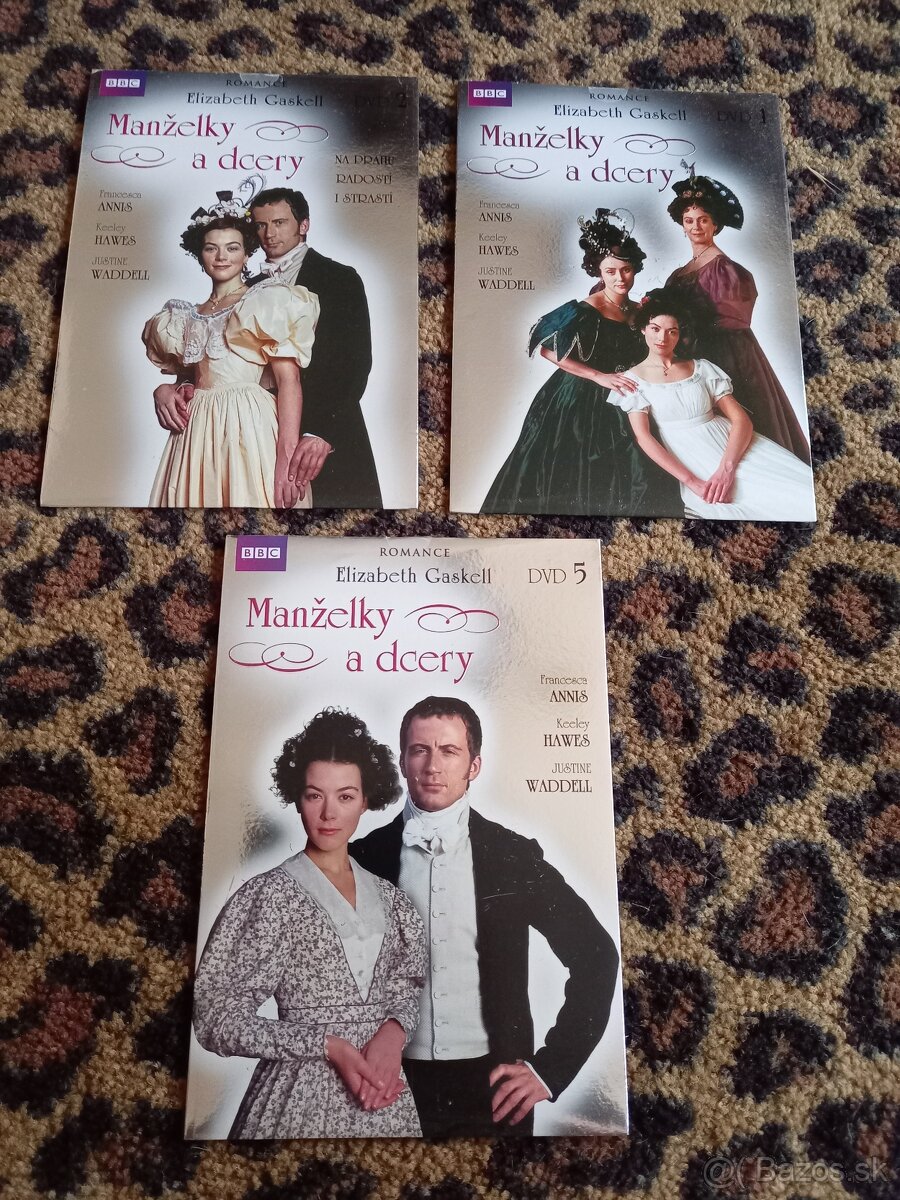 BBC
ROMANCE
Elizabeth Gaskell DVD 2
Manželky
a dcery
NA PRAHU
RADOSTÍ
I STRASTÍ
Francesca
ANNIS
Keeley
HAWES
JUSTINE
WADDELL
BBC
ROMANCE
Elizabeth Gaskell DVD 1
Manželky
a dcery
Francesca
ANNIS
Keeley
HAWES
JUSTINE
WADDELL
BBC
ROMANCE
Elizabeth Gaskell DVD 5
Manželky
a dcery
Francesca
ANNIS
Keeley
HAWES
JUSTINE
WADDELL
Bazos.sk